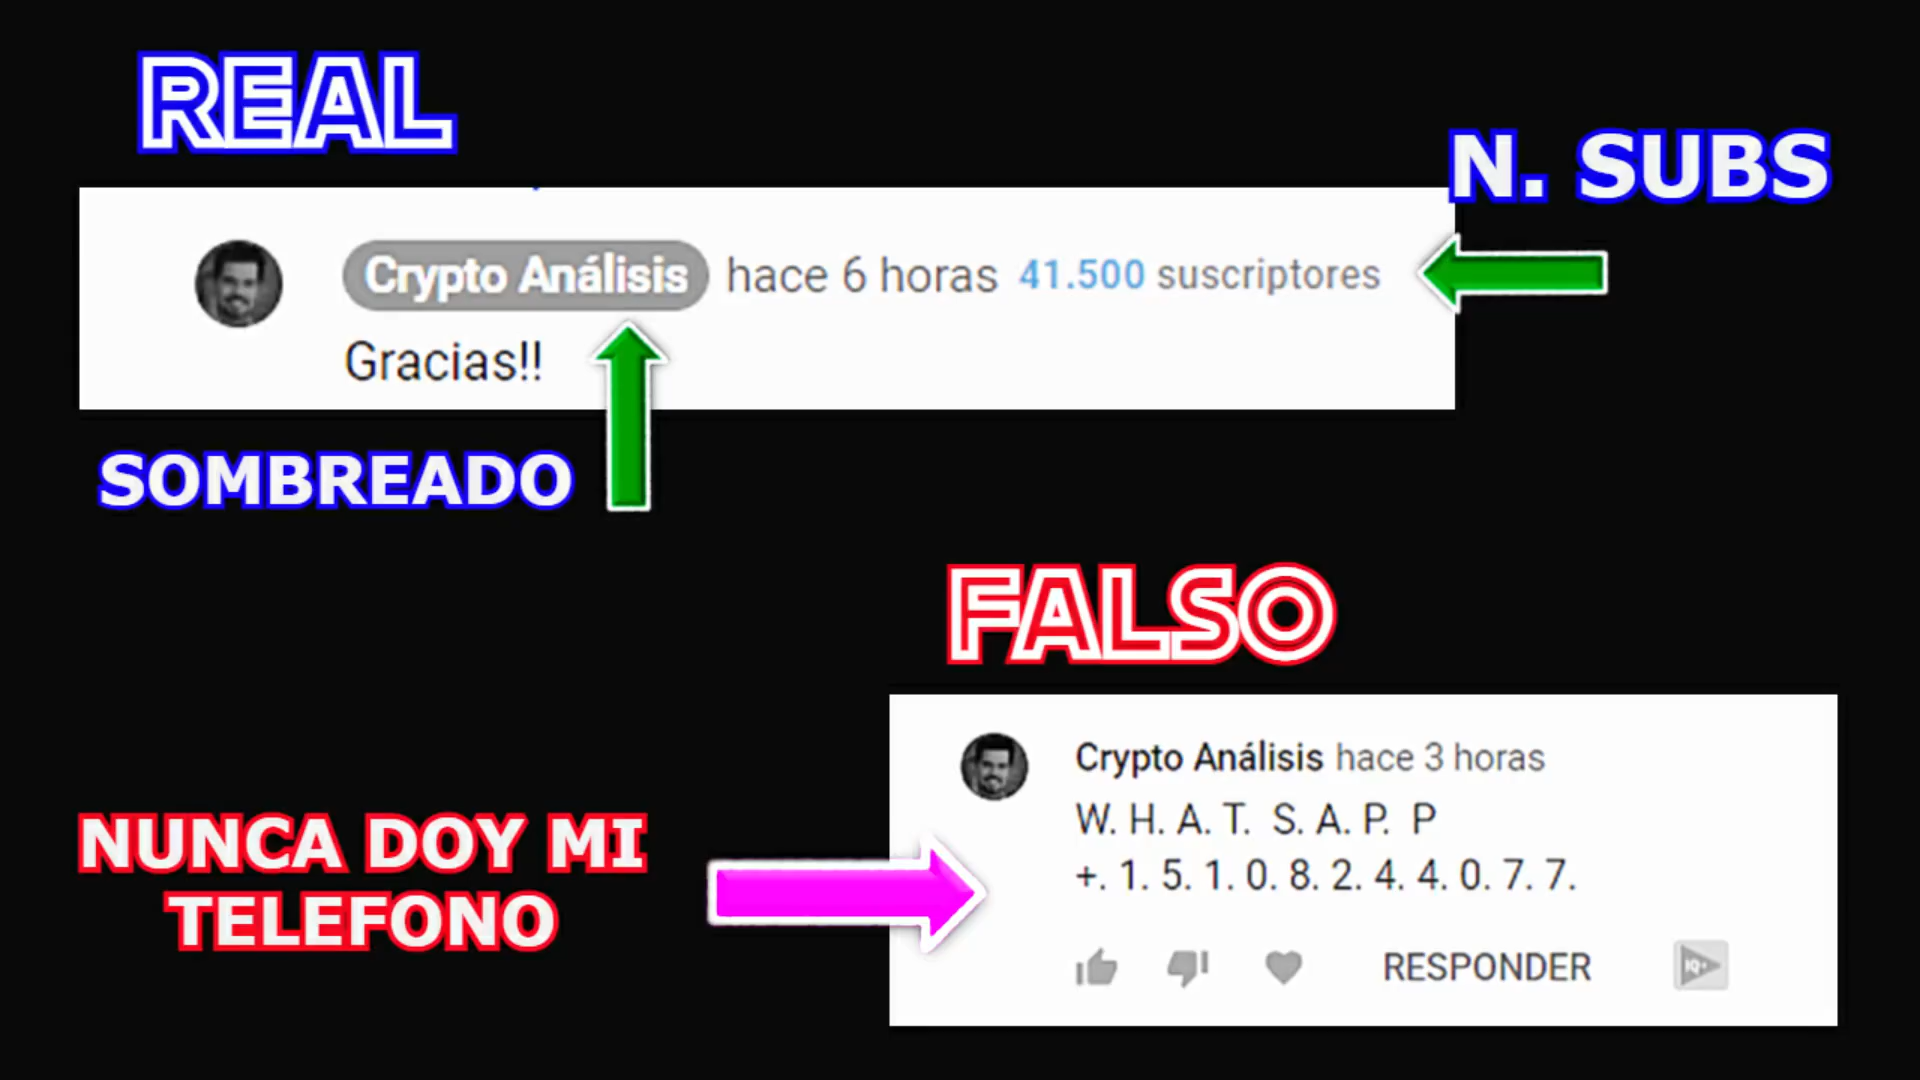 REAL
N. SUBS
Crypto Análisis hace 6 horas 41.500 suscriptores
Gracias!!
SOMBREADO
FALSO
Crypto Análisis hace 3 horas
W. H. A. T. S. A. P. P
+. 1. 5. 1. 0. 8. 2. 4. 4. 0. 7. 7.
NUNCA DOY MI
TELEFONO
RESPONDER
IQ+